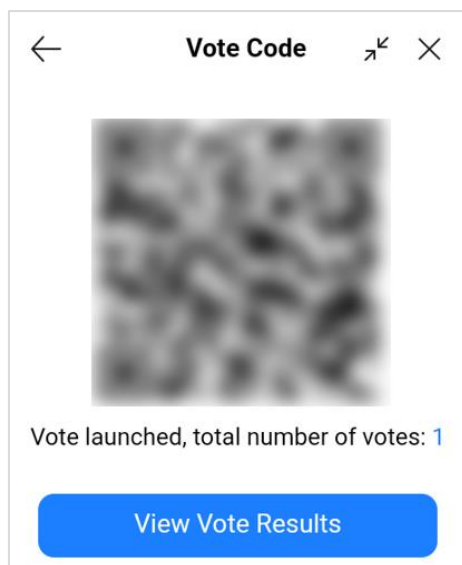 Vote Code
Vote launched, total number of votes: 1
View Vote Results